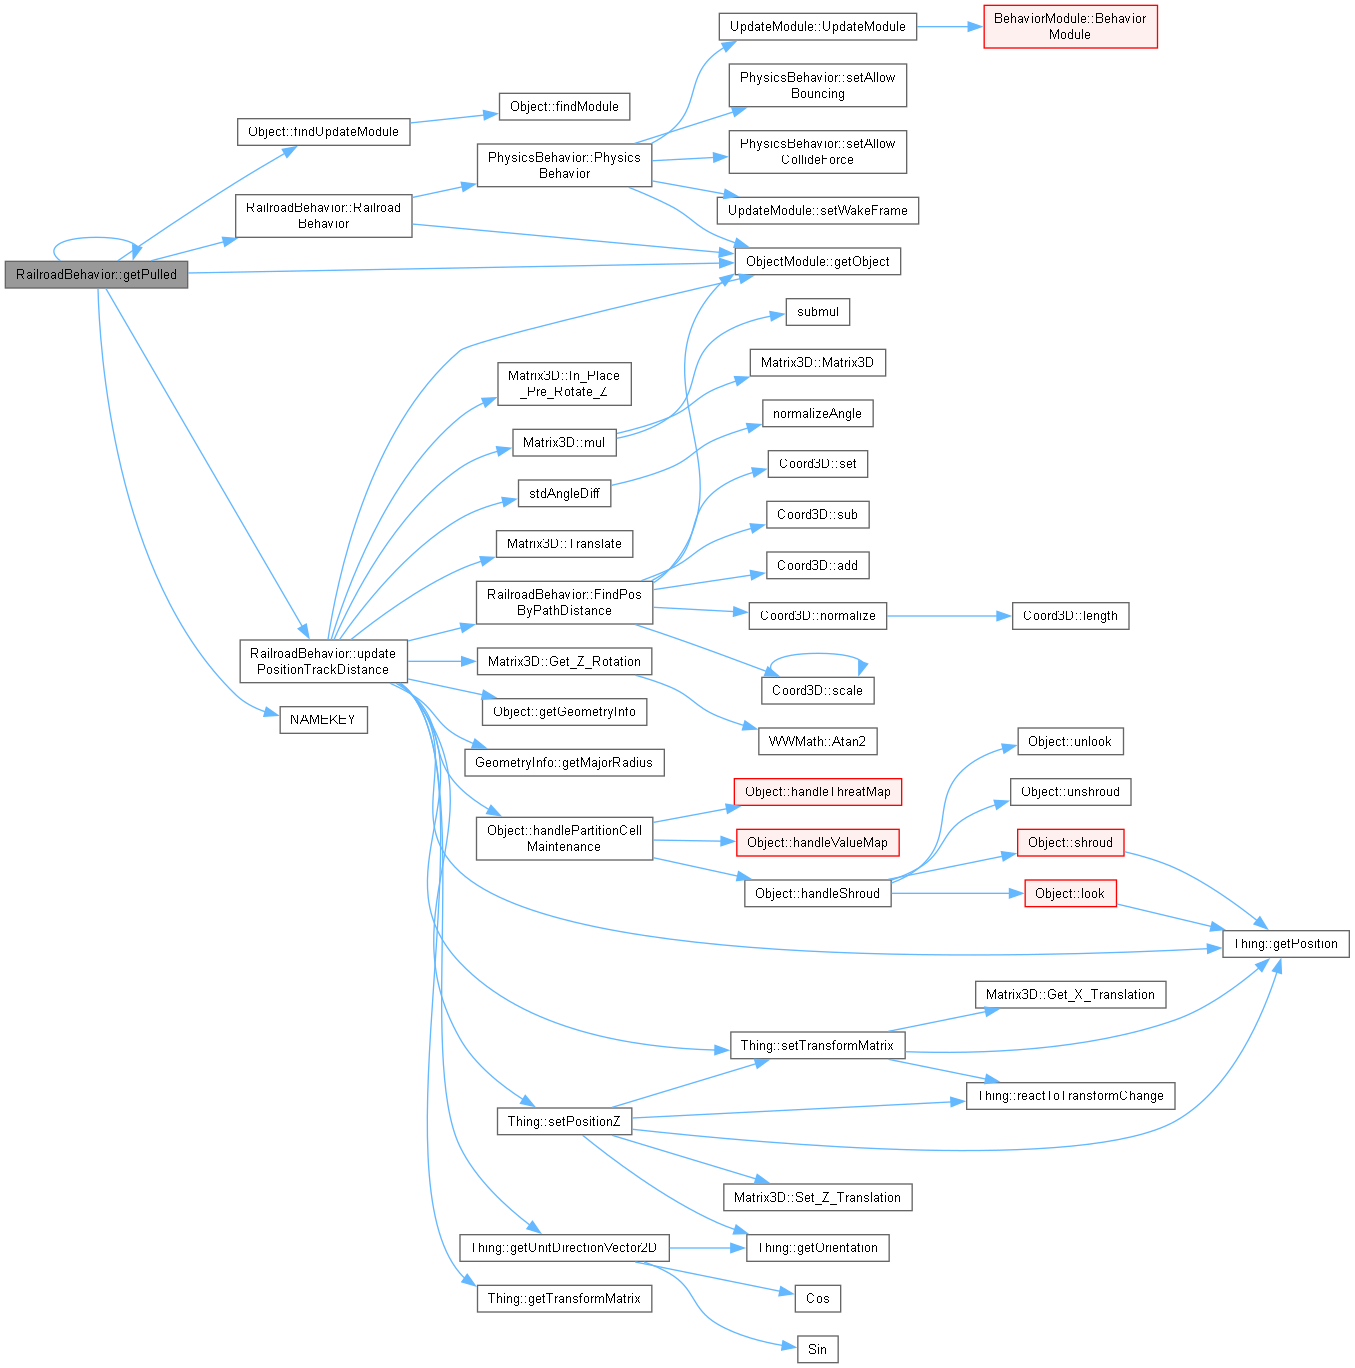 UpdateModule::UpdateModule
BehaviorModule::Behavior
Module
PhysicsBehavior::setAllow
Bouncing
Object::findModule
Object::findUpdateModule
PhysicsBehavior::setAllow
CollideForce
PhysicsBehavior::Physics
Behavior
RailroadBehavior::Railroad
Behavior
UpdateModule::setWakeFrame
RailroadBehavior::getPulled
ObjectModule::getObject
submul
Matrix3D::Matrix3D
Matrix3D::In_Place
_Pre_Rotate_Z
normalizeAngle
Matrix3D::mul
Coord3D::set
stdAngleDiff
Coord3D::sub
Matrix3D::Translate
Coord3D::add
RailroadBehavior::FindPos
ByPathDistance
Coord3D::normalize
Coord3D::length
RailroadBehavior::update
PositionTrackDistance
Matrix3D::Get_Z_Rotation
Coord3D::scale
Object::getGeometryInfo
NAMEKEY
WWMath::Atan2
Object::unlook
GeometryInfo::getMajorRadius
Object::handleThreatMap
Object::unshroud
Object::handlePartitionCell
Maintenance
Object::handleValueMap
Object::shroud
Object::handleShroud
Object::look
Thing::getPosition
Matrix3D::Get_X_Translation
Thing::setTransformMatrix
Thing::reactToTransformChange
Thing::setPositionZ
Matrix3D::Set_Z_Translation
Thing::getUnitDirectionVector2D
Thing::getOrientation
Thing::getTransformMatrix
Cos
Sin